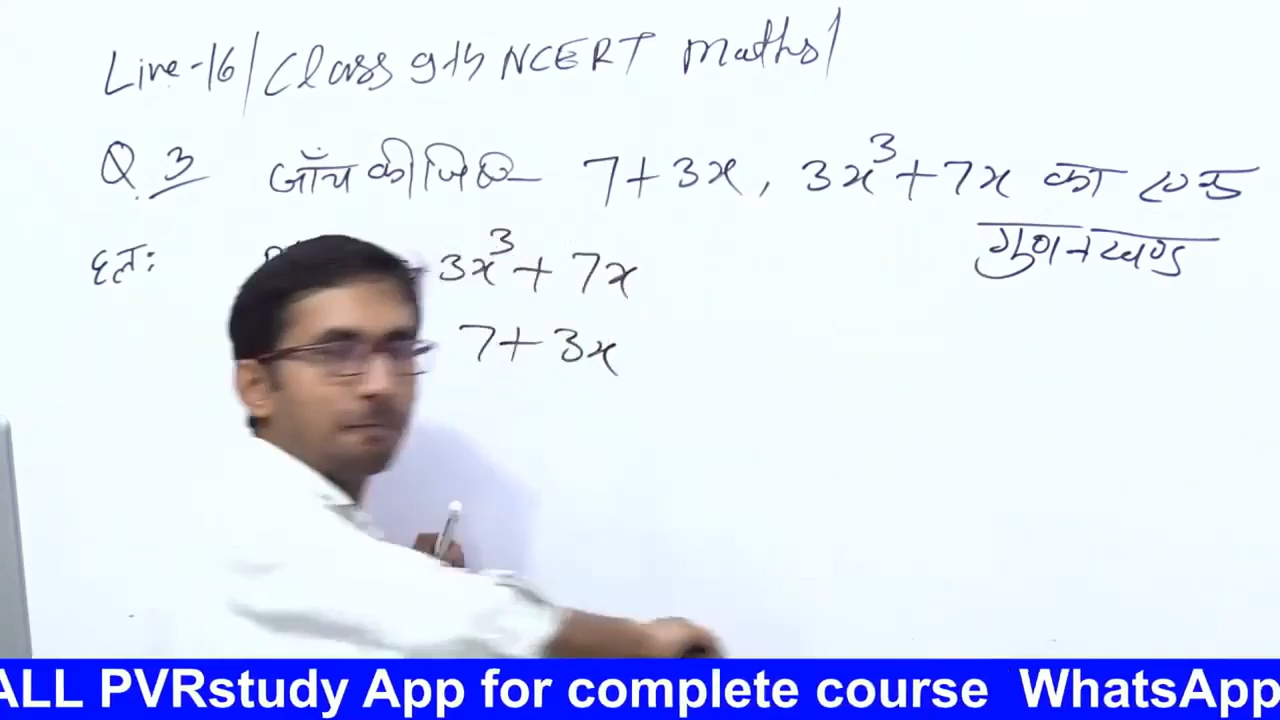 Live-16/Class 9th NCERT Maths/
Q. 3 जाँच कीजिए 7+3x, 3x³+7x का एक
गुणनखण्ड
हल: 3x³+7x
7+3x
ALL PVRstudy App for complete course WhatsApp